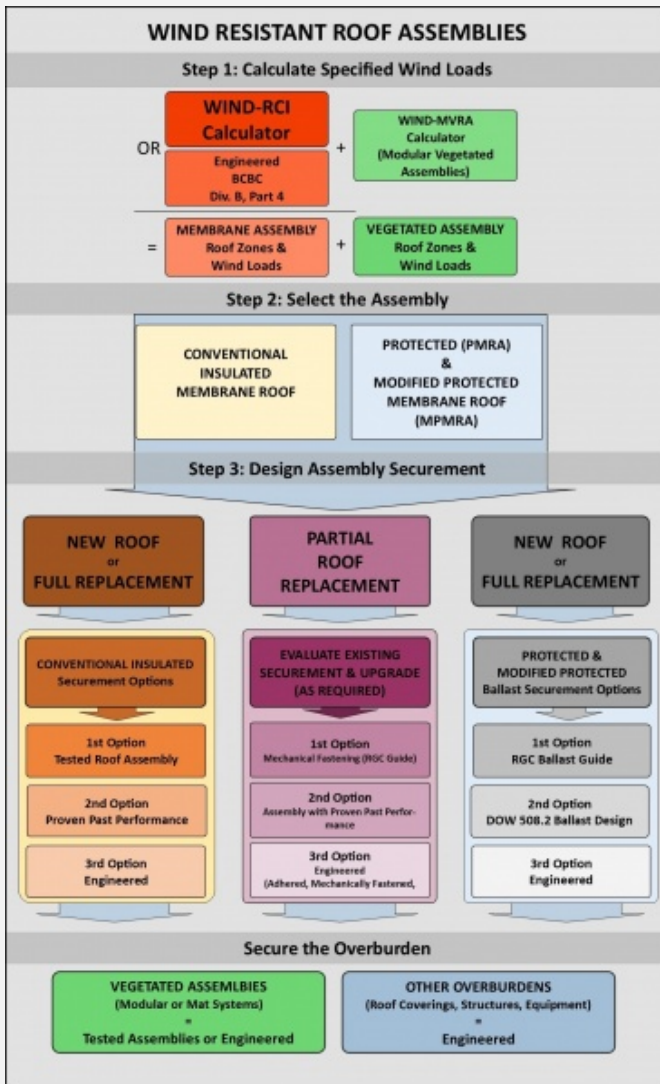 WIND RESISTANT ROOF ASSEMBLIES
Step 1: Calculate Specified Wind Loads
OR
WIND-RCI
Calculator
Engineered
BCBC
Div. B, Part 4
+
WIND-MVRA
Calculator
(Modular Vegetated
Assemblies)
=
MEMBRANE ASSEMBLY
Roof Zones &
Wind Loads
+
VEGETATED ASSEMBLY
Roof Zones &
Wind Loads
Step 2: Select the Assembly
CONVENTIONAL
INSULATED
MEMBRANE ROOF
PROTECTED (PMRA)
&
MODIFIED PROTECTED
MEMBRANE ROOF
(MPMRA)
Step 3: Design Assembly Securement
NEW ROOF
or
FULL REPLACEMENT
PARTIAL
ROOF
REPLACEMENT
NEW ROOF
or
FULL REPLACEMENT
CONVENTIONAL INSULATED
Securement Options
1st Option
Tested Roof Assembly
2nd Option
Proven Past Performance
3rd Option
Engineered
EVALUATE EXISTING
SECUREMENT & UPGRADE
(AS REQUIRED)
1st Option
Mechanical Fastening (RGC Guide)
2nd Option
Assembly with Proven Past Perfor-
mance
3rd Option
Engineered
(Adhered, Mechanically Fastened,
PROTECTED &
MODIFIED PROTECTED
Ballast Securement Options
1st Option
RGC Ballast Guide
2nd Option
DOW 508.2 Ballast Design
3rd Option
Engineered
Secure the Overburden
VEGETATED ASSEMLBIES
(Modular or Mat Systems)
=
Tested Assemblies or Engineered
OTHER OVERBURDENS
(Roof Coverings, Structures, Equipment)
=
Engineered